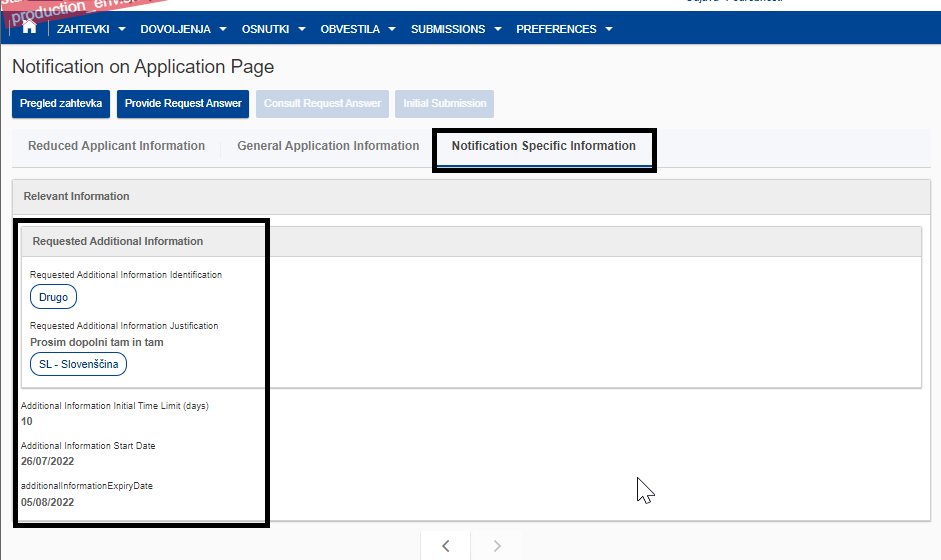 production_env.
ZAHTEVKI DOVOLJENJA OSNUTKI OBVESTILA SUBMISSIONS PREFERENCES
Notification on Application Page
Pregled zahtevka Provide Request Answer Consult Request Answer Initial Submission
Reduced Applicant Information General Application Information Notification Specific Information
Relevant Information
Requested Additional Information
Requested Additional Information Identification
Drugo
Requested Additional Information Justification
Prosim dopolni tam in tam
SL - Slovenščina
Additional Information Initial Time Limit (days)
10
Additional Information Start Date
26/07/2022
additionalInformationExpiryDate
05/08/2022